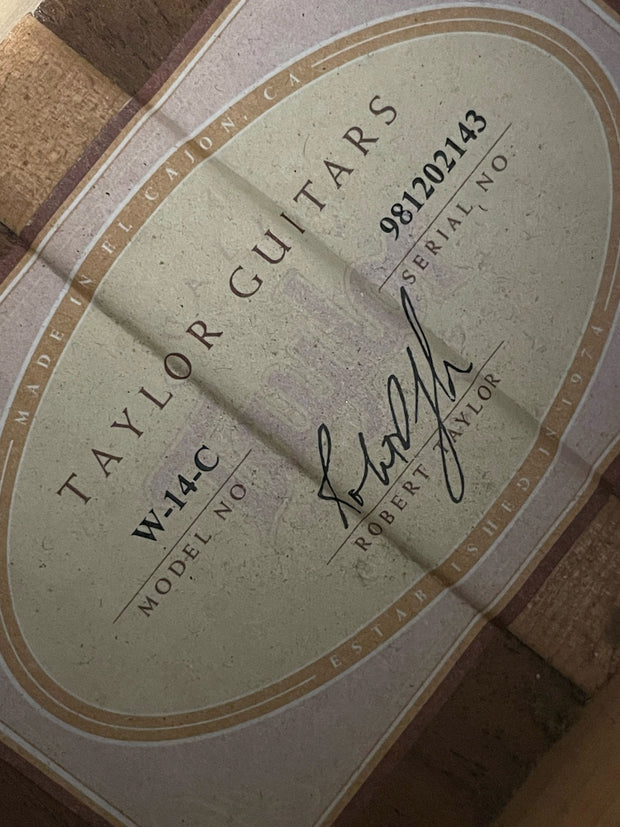 MADE IN EL CAJON, CA
TAYLOR GUITARS
W-14-C
MODEL NO.
981202143
SERIAL NO.
ROBERT TAYLOR
ESTABLISHED IN 1974